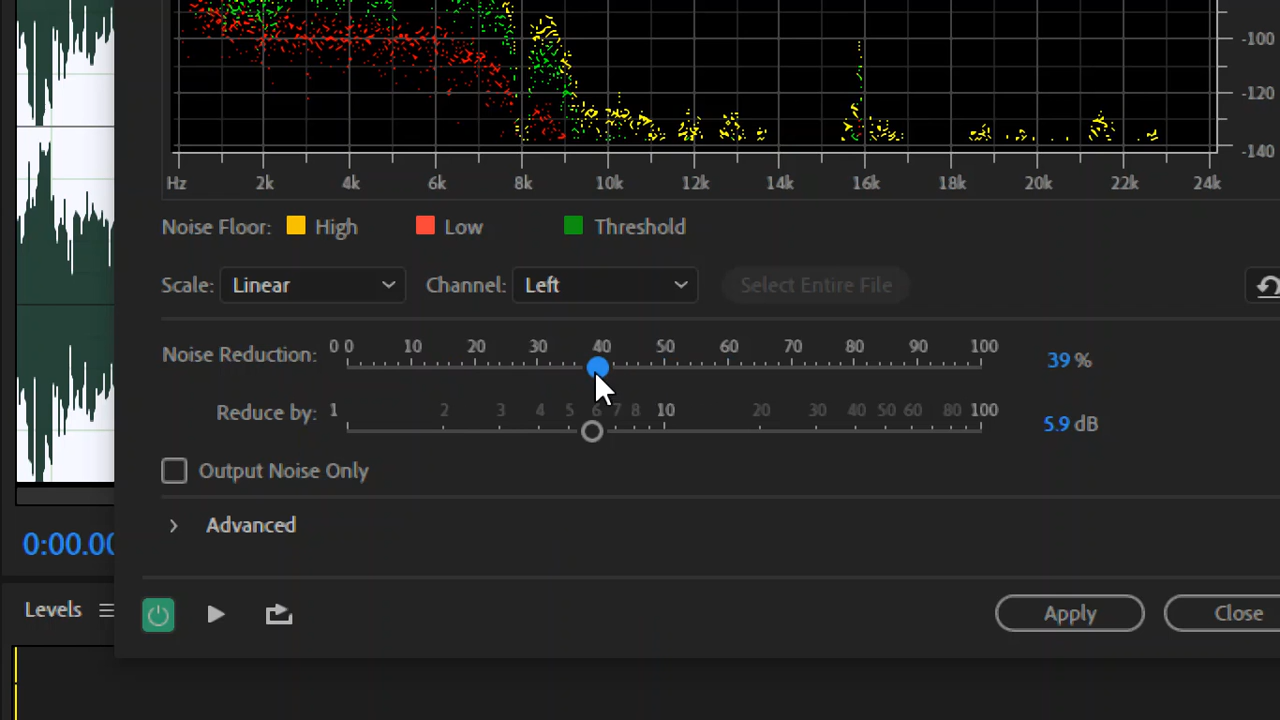 -100
-120
-140
Hz 2k 4k 6k 8k 10k 12k 14k 16k 18k 20k 22k 24k
Noise Floor: High Low Threshold
Scale: Linear Channel: Left Select Entire File
0 0 10 20 30 40 50 60 70 80 90 100
Noise Reduction: 39 %
1 2 3 4 5 6 7 8 10 20 30 40 50 60 80 100
Reduce by: 5.9 dB
Output Noise Only
Advanced
0:00.00
Levels
Apply Close